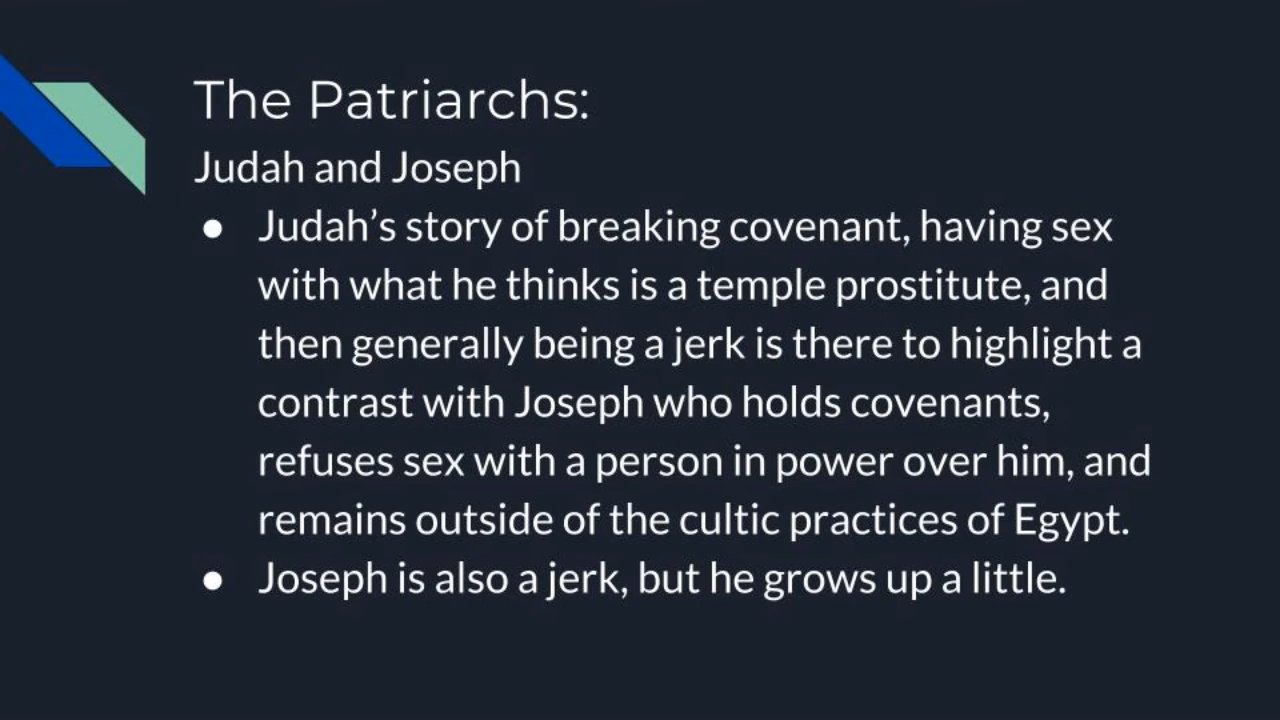 The Patriarchs:
Judah and Joseph
● Judah’s story of breaking covenant, having sex
with what he thinks is a temple prostitute, and
then generally being a jerk is there to highlight a
contrast with Joseph who holds covenants,
refuses sex with a person in power over him, and
remains outside of the cultic practices of Egypt.
● Joseph is also a jerk, but he grows up a little.